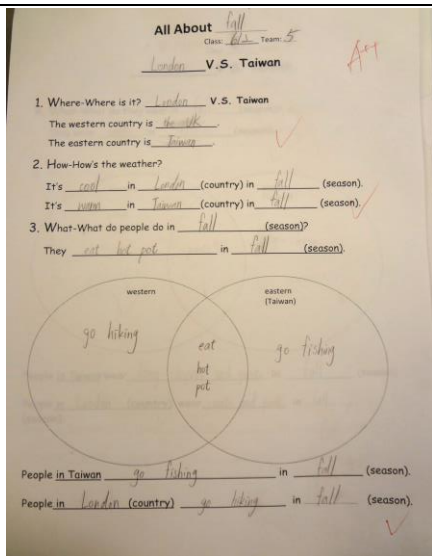 All About fall
Class: 612 Team: 5
A++
London V.S. Taiwan
1. Where-Where is it? London V.S. Taiwan
The western country is the UK.
The eastern country is Taiwan.
2. How-How's the weather?
It's cool in London (country) in fall (season).
It's warm in Taiwan (country) in fall (season).
3. What-What do people do in fall (season)?
They eat hot pot in fall (season).
western
eastern
(Taiwan)
go hiking
eat
hot
pot
go fishing
People in Taiwan go fishing in fall (season).
People in London (country) go hiking in fall (season).